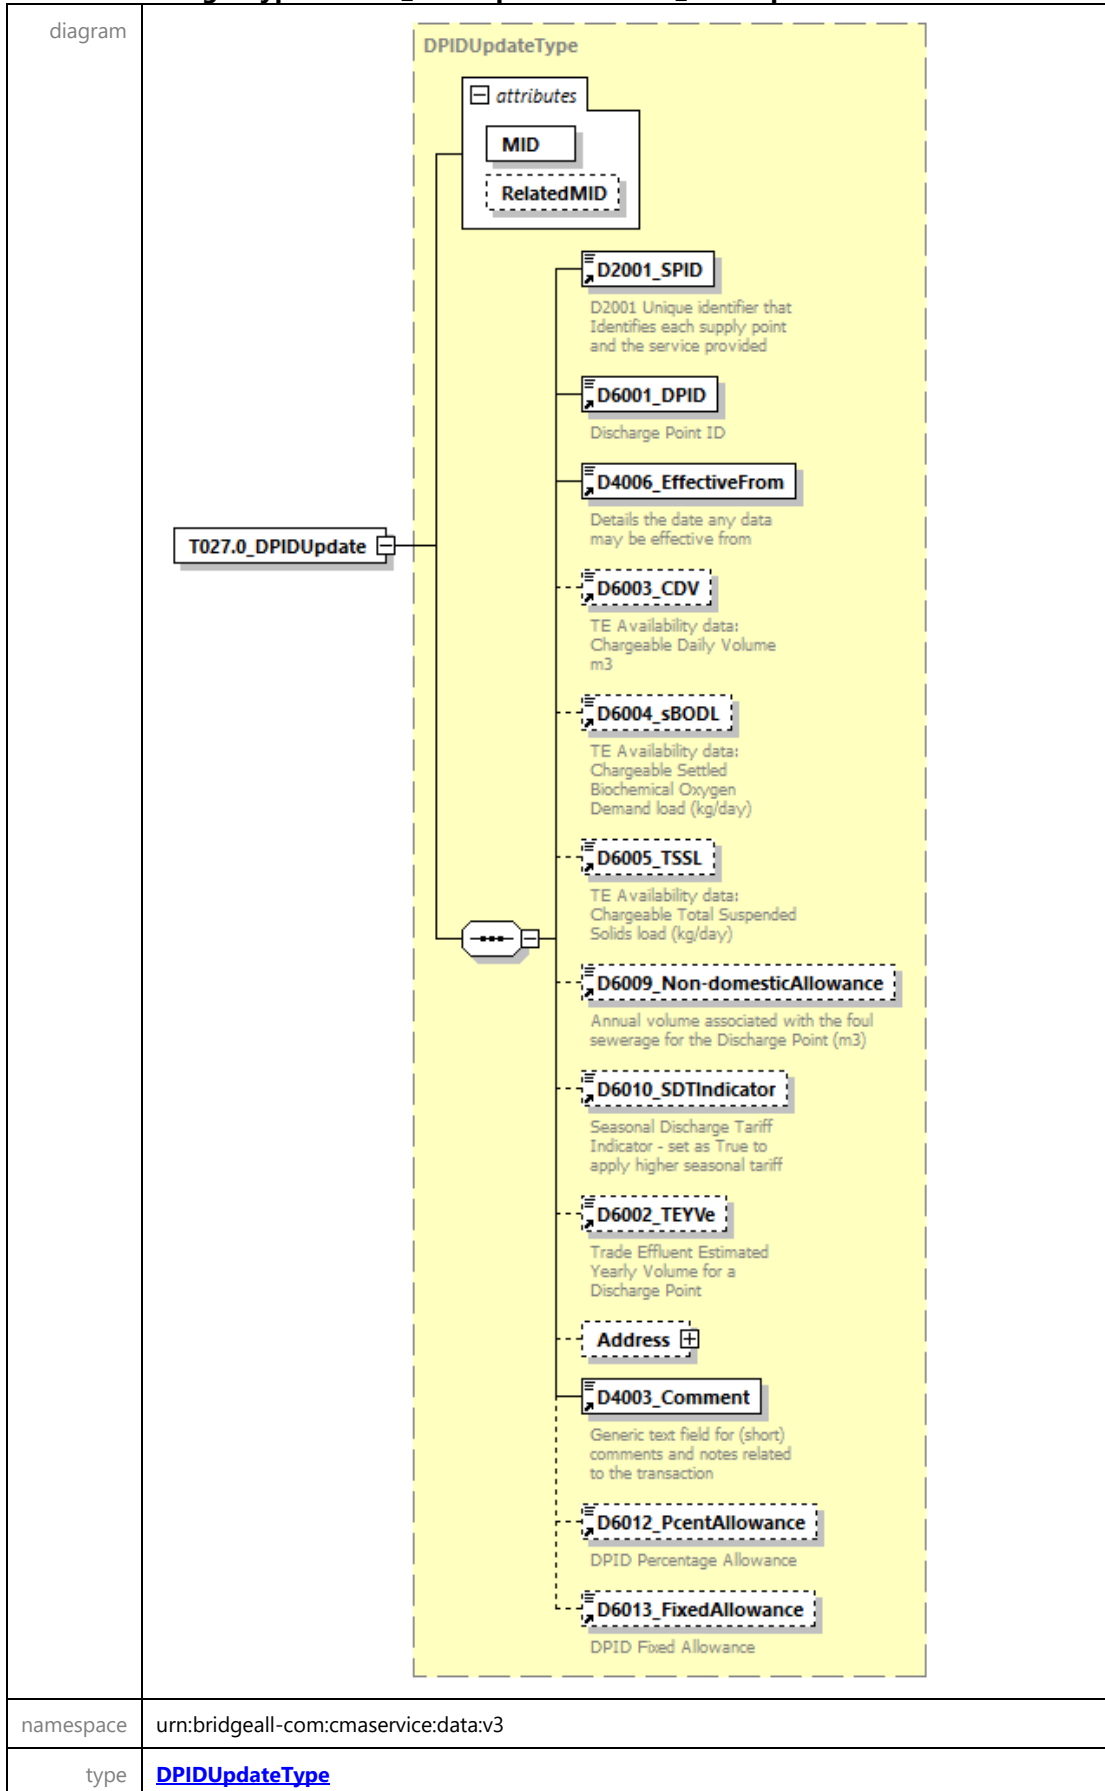 diagram
DPIDUpdateType
attributes
MID
RelatedMID
D2001_SPID
D2001 Unique identifier that
Identifies each supply point
and the service provided
D6001_DPID
Discharge Point ID
D4006_EffectiveFrom
Details the date any data
may be effective from
T027.0_DPIDUpdate
D6003_CDV
TE Availability data:
Chargeable Daily Volume
m3
D6004_sBODL
TE Availability data:
Chargeable Settled
Biochemical Oxygen
Demand load (kg/day)
D6005_TSSL
TE Availability data:
Chargeable Total Suspended
Solids load (kg/day)
D6009_Non-domesticAllowance
Annual volume associated with the foul
sewerage for the Discharge Point (m3)
D6010_SDTIndicator
Seasonal Discharge Tariff
Indicator - set as True to
apply higher seasonal tariff
D6002_TEYVe
Trade Effluent Estimated
Yearly Volume for a
Discharge Point
Address
D4003_Comment
Generic text field for (short)
comments and notes related
to the transaction
D6012_PcentAllowance
DPID Percentage Allowance
D6013_FixedAllowance
DPID Fixed Allowance
namespace
urn:bridgeall-com:cmaservice:data:v3
type
DPIDUpdateType